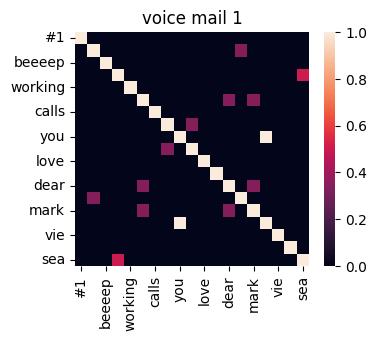 voice mail 1
#1
beeeep
working
calls
you
love
dear
mark
vie
sea
#1
beeeep
working
calls
you
love
dear
mark
vie
sea
1.0
0.8
0.6
0.4
0.2
0.0